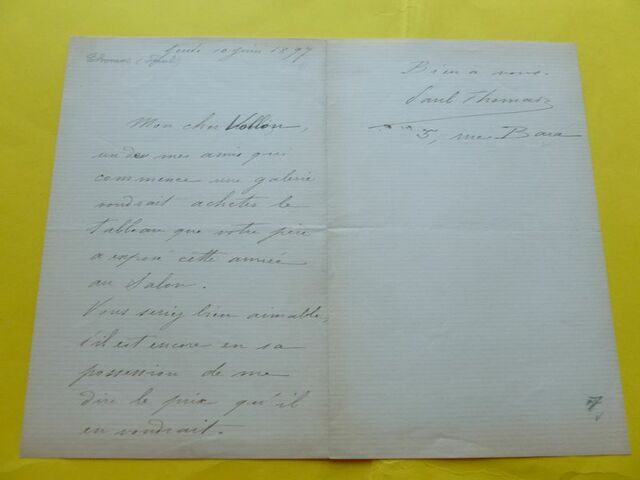 Jeudi 10 Juin 1897
Thomas (Paul)
Mon cher Vollon,
un des mes amis qui
commence une galerie
voudrait acheter le
tableau que votre père
a exposé cette année
au Salon.
Vous seriez bien aimable,
s'il est encore en sa
possession de me
dire le prix qu'il
en voudrait.
Bien à vous.
Paul Thomas
5, rue Bara